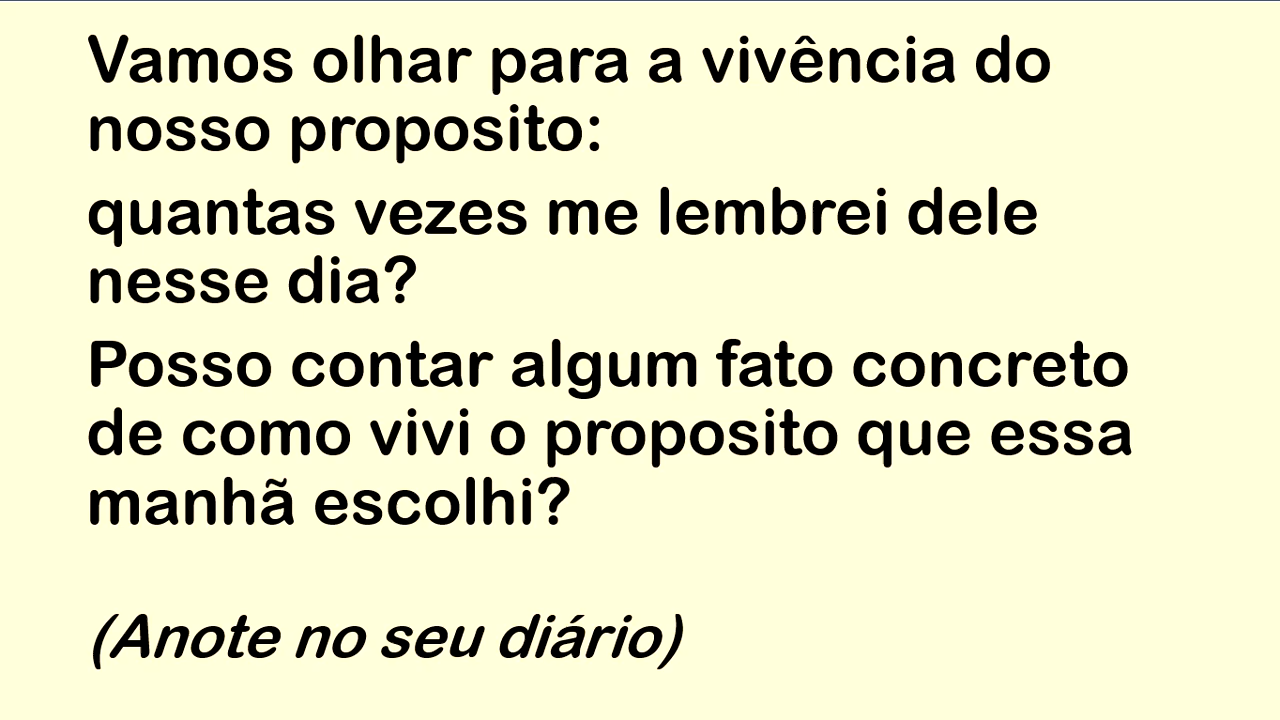 Vamos olhar para a vivência do
nosso proposito:
quantas vezes me lembrei dele
nesse dia?
Posso contar algum fato concreto
de como vivi o proposito que essa
manhã escolhi?
(Anote no seu diário)